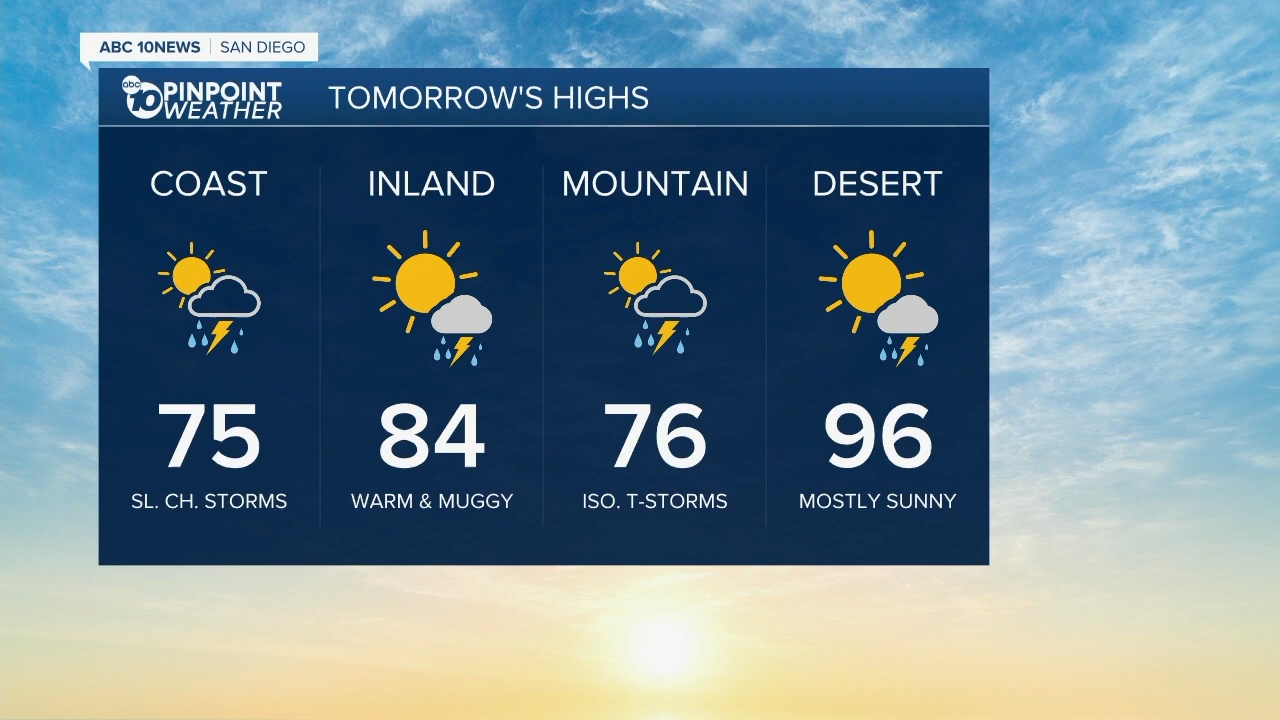 ABC 10NEWS | SAN DIEGO
abc 10 PINPOINT WEATHER
TOMORROW'S HIGHS
COAST
INLAND
MOUNTAIN
DESERT
75
84
76
96
SL. CH. STORMS
WARM & MUGGY
ISO. T-STORMS
MOSTLY SUNNY